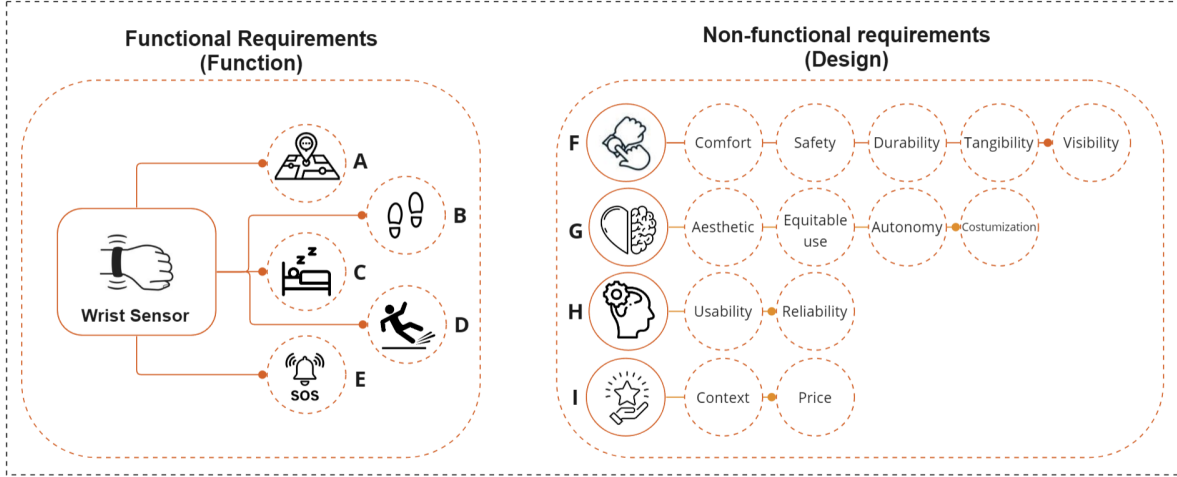 Functional Requirements
(Function)
Non-functional requirements
(Design)
A
B
z z z
C
Wrist Sensor
D
E
SOS
F
Comfort
Safety
Durability
Tangibility
Visibility
G
Aesthetic
Equitable
use
Autonomy
Costumization
H
Usability
Reliability
I
Context
Price